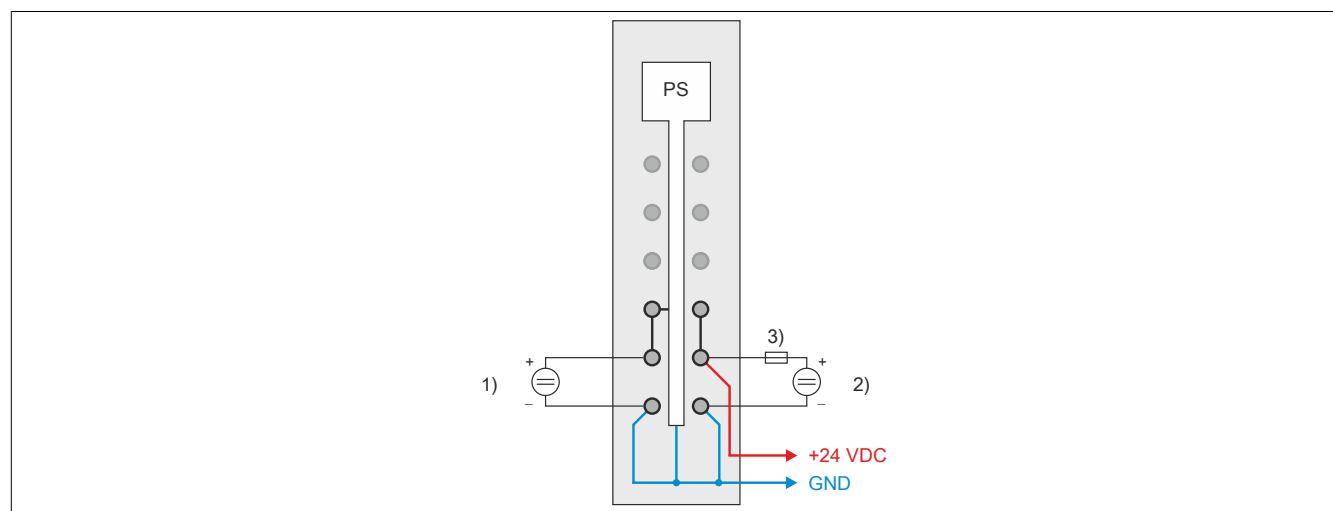 PS
3)
+ +
1) 2)
– –
+24 VDC
GND